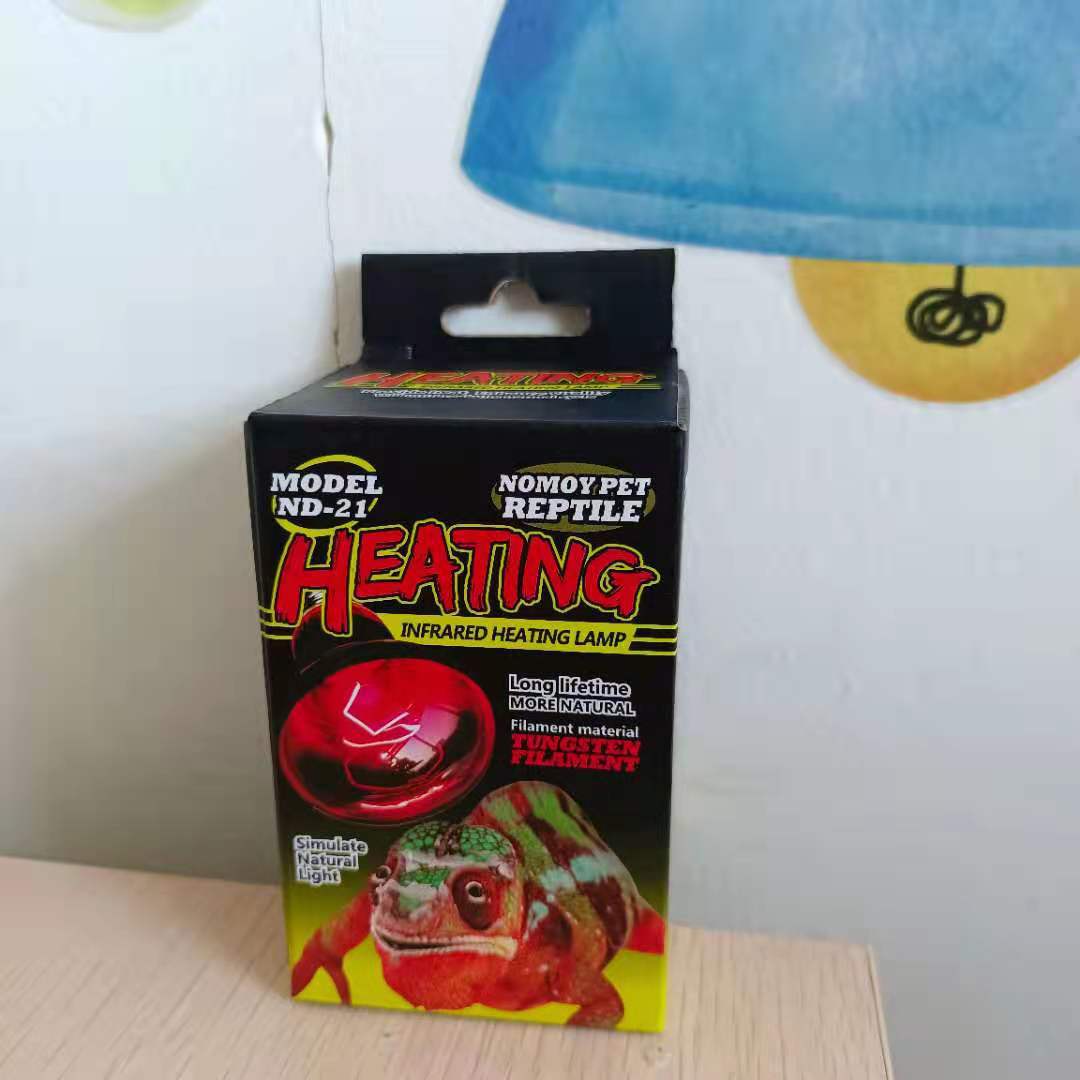 HEATING
MODEL
ND-21
NOMOY PET
REPTILE
HEATING
INFRARED HEATING LAMP
Long lifetime
MORE NATURAL
Filament material
TUNGSTEN
FILAMENT
Simulate
Natural
Light